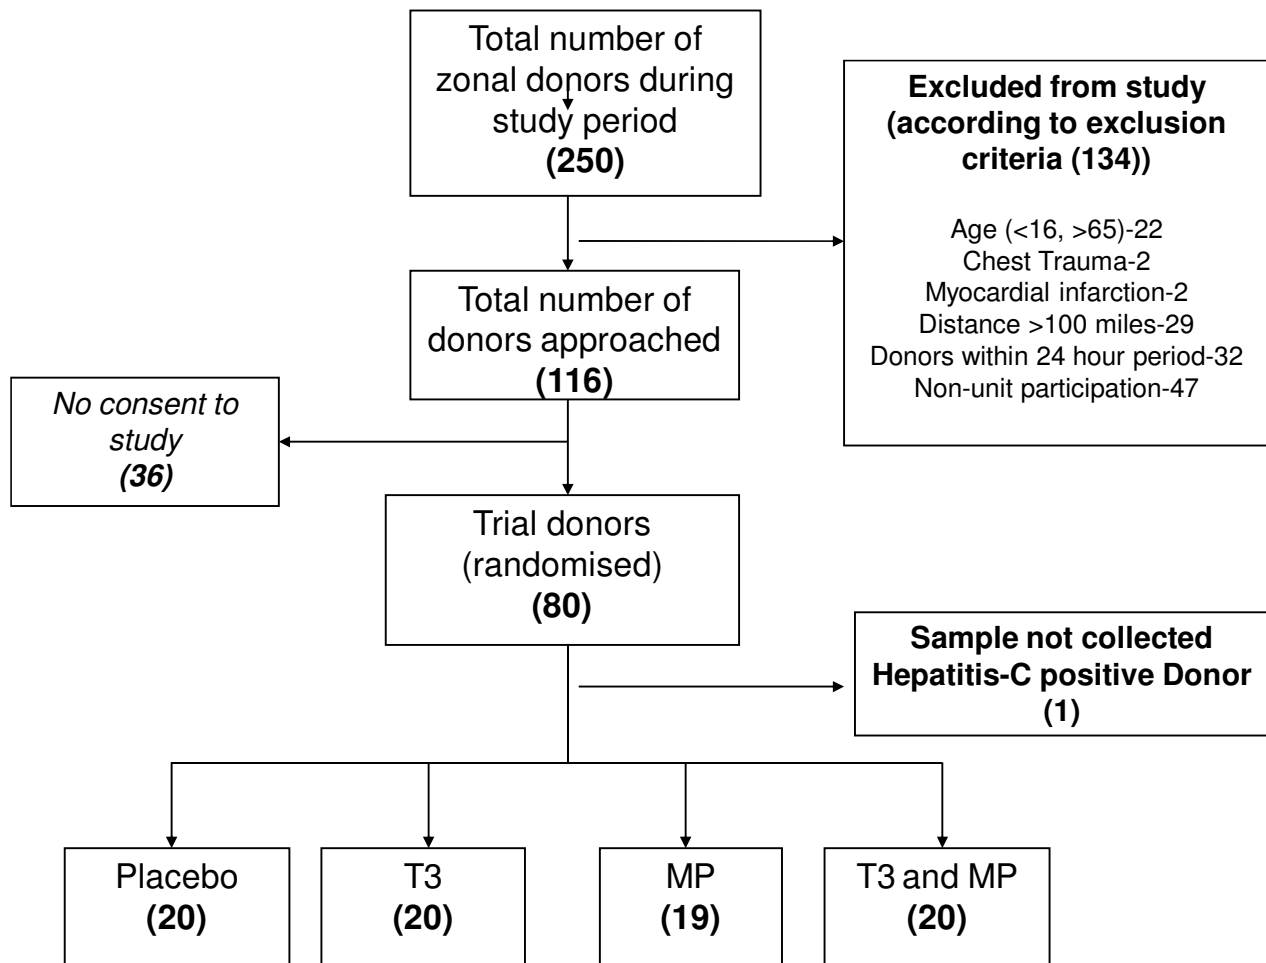 Total number of
zonal donors during
study period
(250)
Excluded from study
(according to exclusion
criteria (134))
Age (<16, >65)-22
Chest Trauma-2
Myocardial infarction-2
Distance >100 miles-29
Donors within 24 hour period-32
Non-unit participation-47
Total number of
donors approached
(116)
No consent to
study
(36)
Trial donors
(randomised)
(80)
Sample not collected
Hepatitis-C positive Donor
(1)
Placebo
(20)
T3
(20)
MP
(19)
T3 and MP
(20)